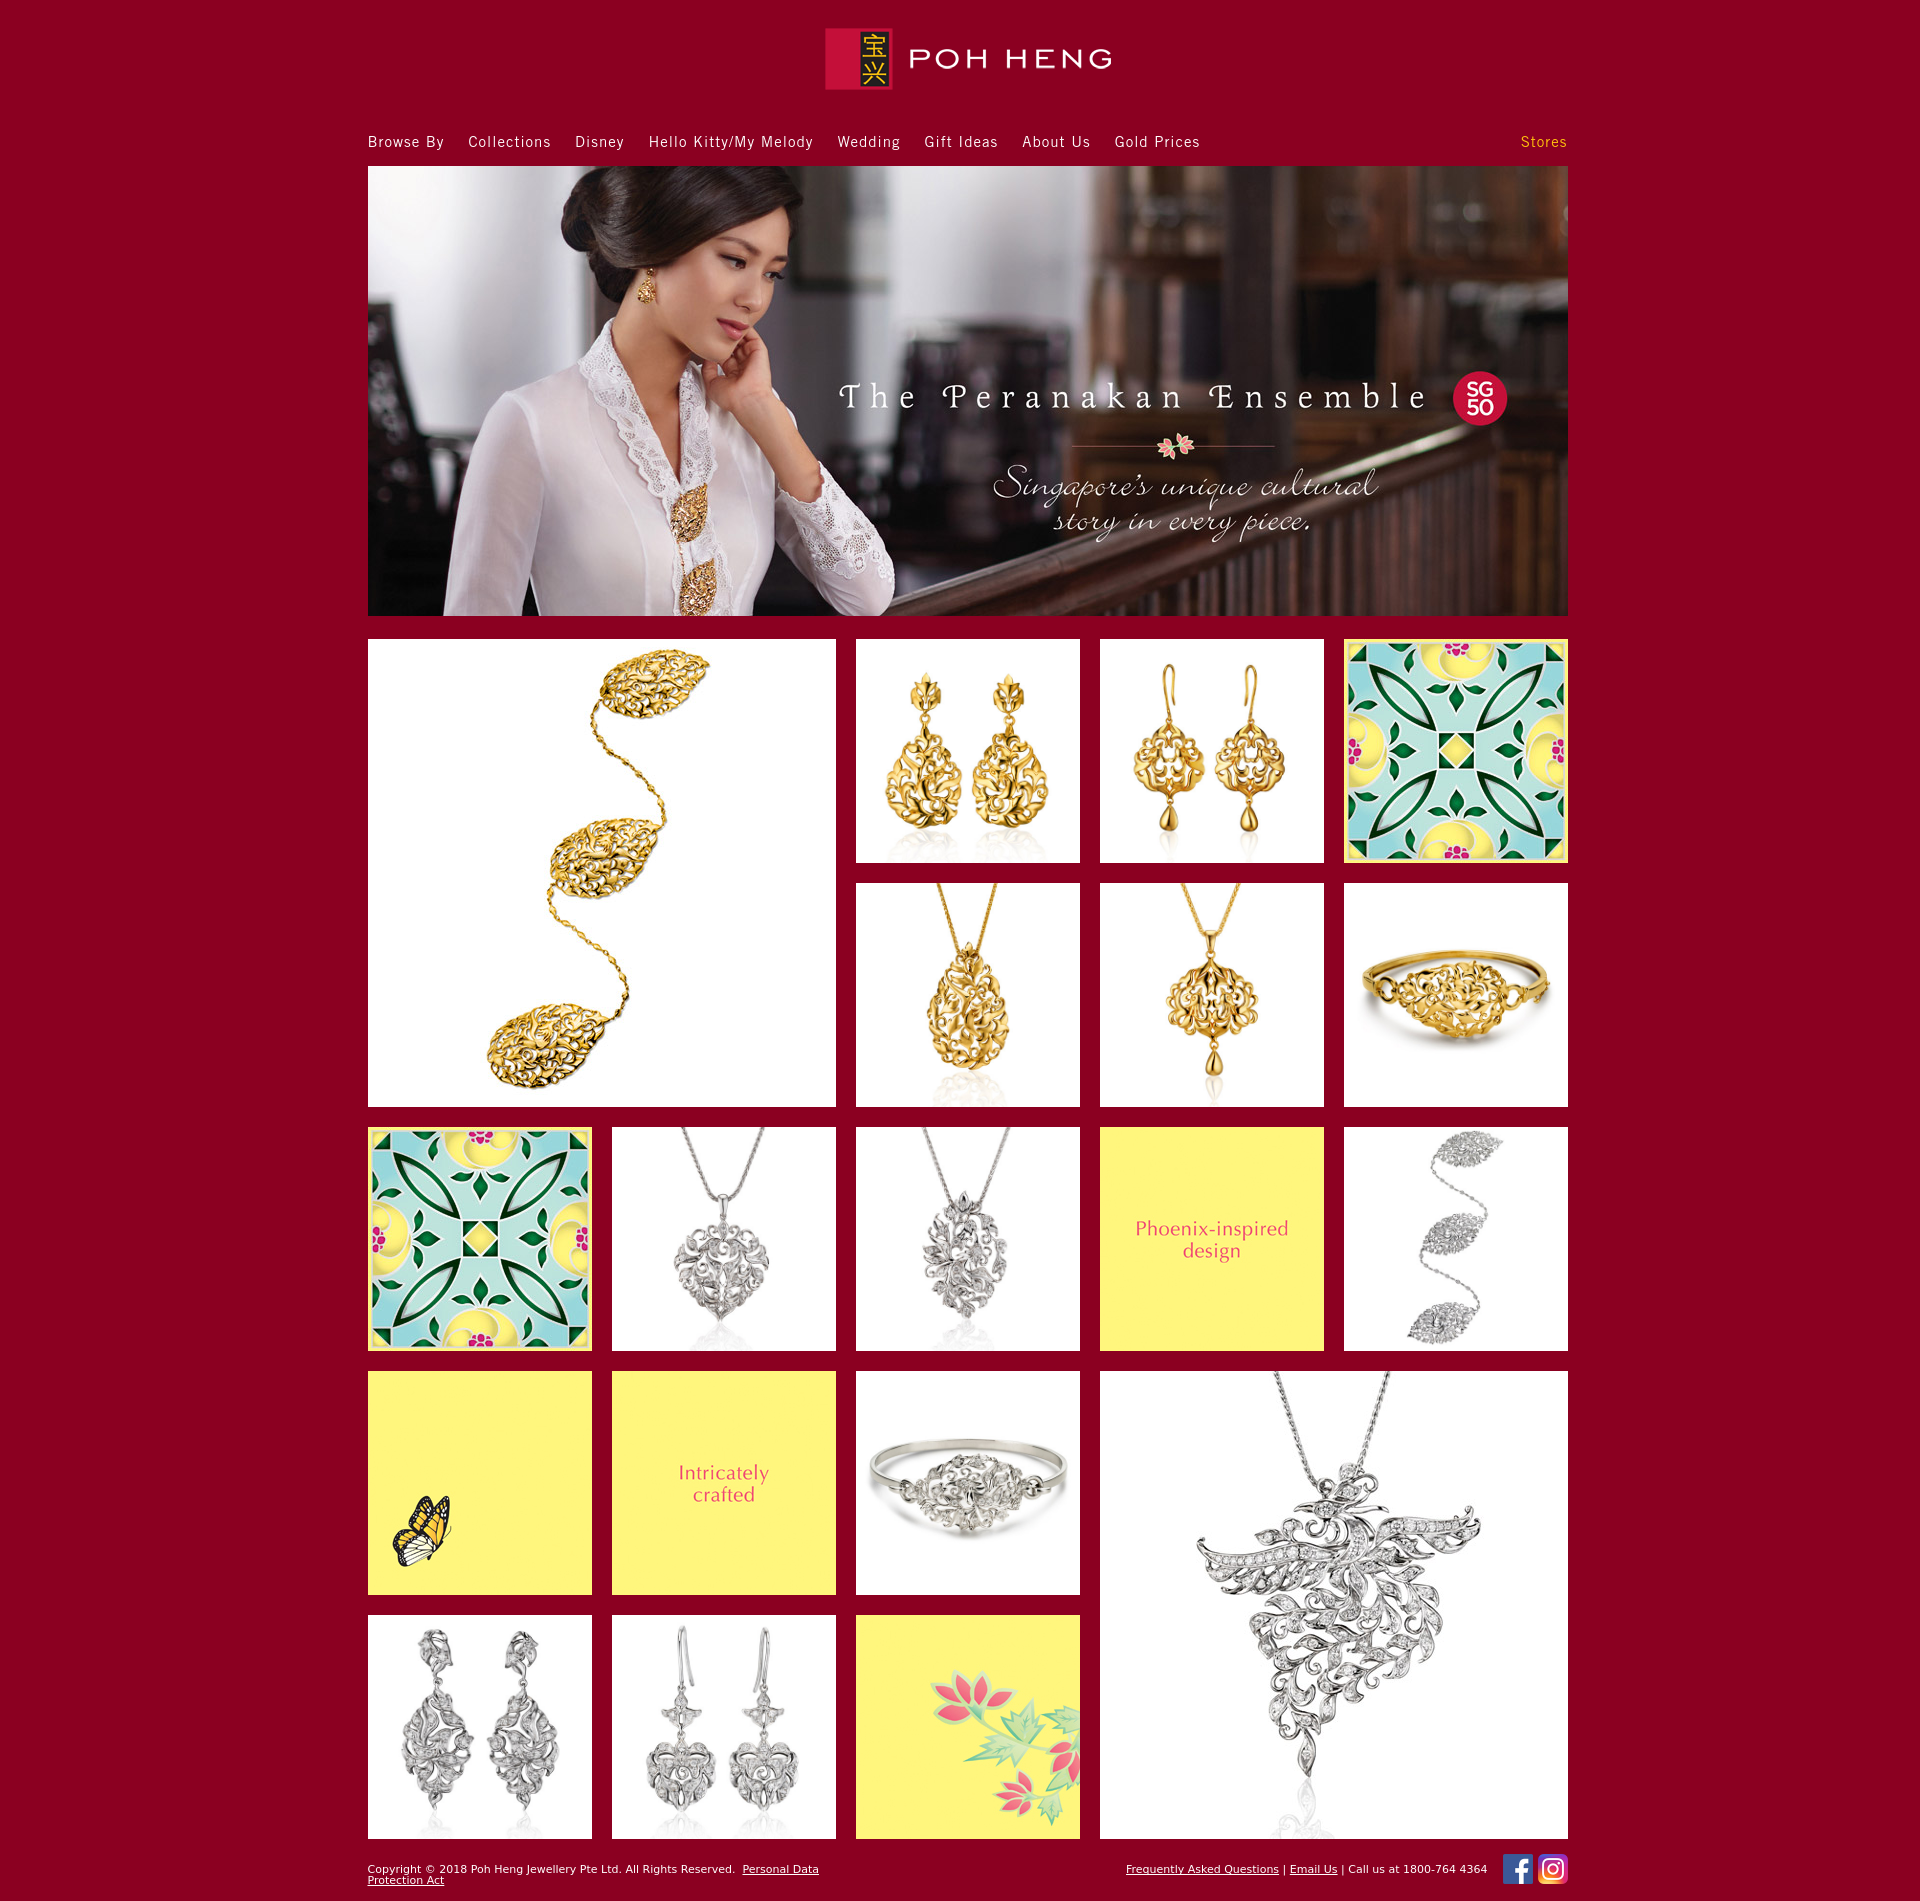 宝兴
POH HENG
Browse By Collections Disney Hello Kitty/My Melody Wedding Gift Ideas About Us Gold Prices Stores
The Peranakan Ensemble
SG
50
Singapore's unique cultural
story in every piece.
Phoenix-inspired
design
Intricately
crafted
Copyright © 2018 Poh Heng Jewellery Pte Ltd. All Rights Reserved. Personal Data
Protection Act
Frequently Asked Questions | Email Us | Call us at 1800-764 4364